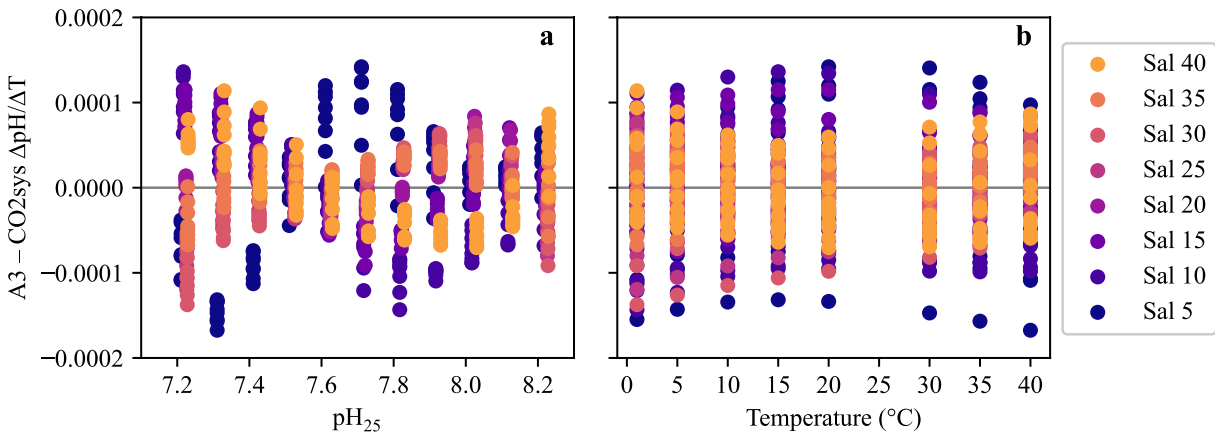 A3 – CO2sys ΔpH/ΔT
0.0002
0.0001
0.0000
−0.0001
−0.0002
a
7.2 7.4 7.6 7.8 8.0 8.2
pH₂₅
b
0 5 10 15 20 25 30 35 40
Temperature (°C)
Sal 40
Sal 35
Sal 30
Sal 25
Sal 20
Sal 15
Sal 10
Sal 5